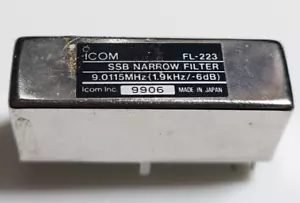 ICOM FL-223
SSB NARROW FILTER
9.0115MHz(1.9kHz/-6dB)
Icom Inc. 9906 MADE IN JAPAN